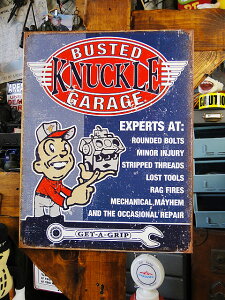 BUSTED
KNUCKLE
GARAGE
EXPERTS AT:
ROUNDED BOLTS
MINOR INJURY
STRIPPED THREADS
LOST TOOLS
RAG FIRES
MECHANICAL MAYHEM
AND THE OCCASIONAL REPAIR
GET-A-GRIP